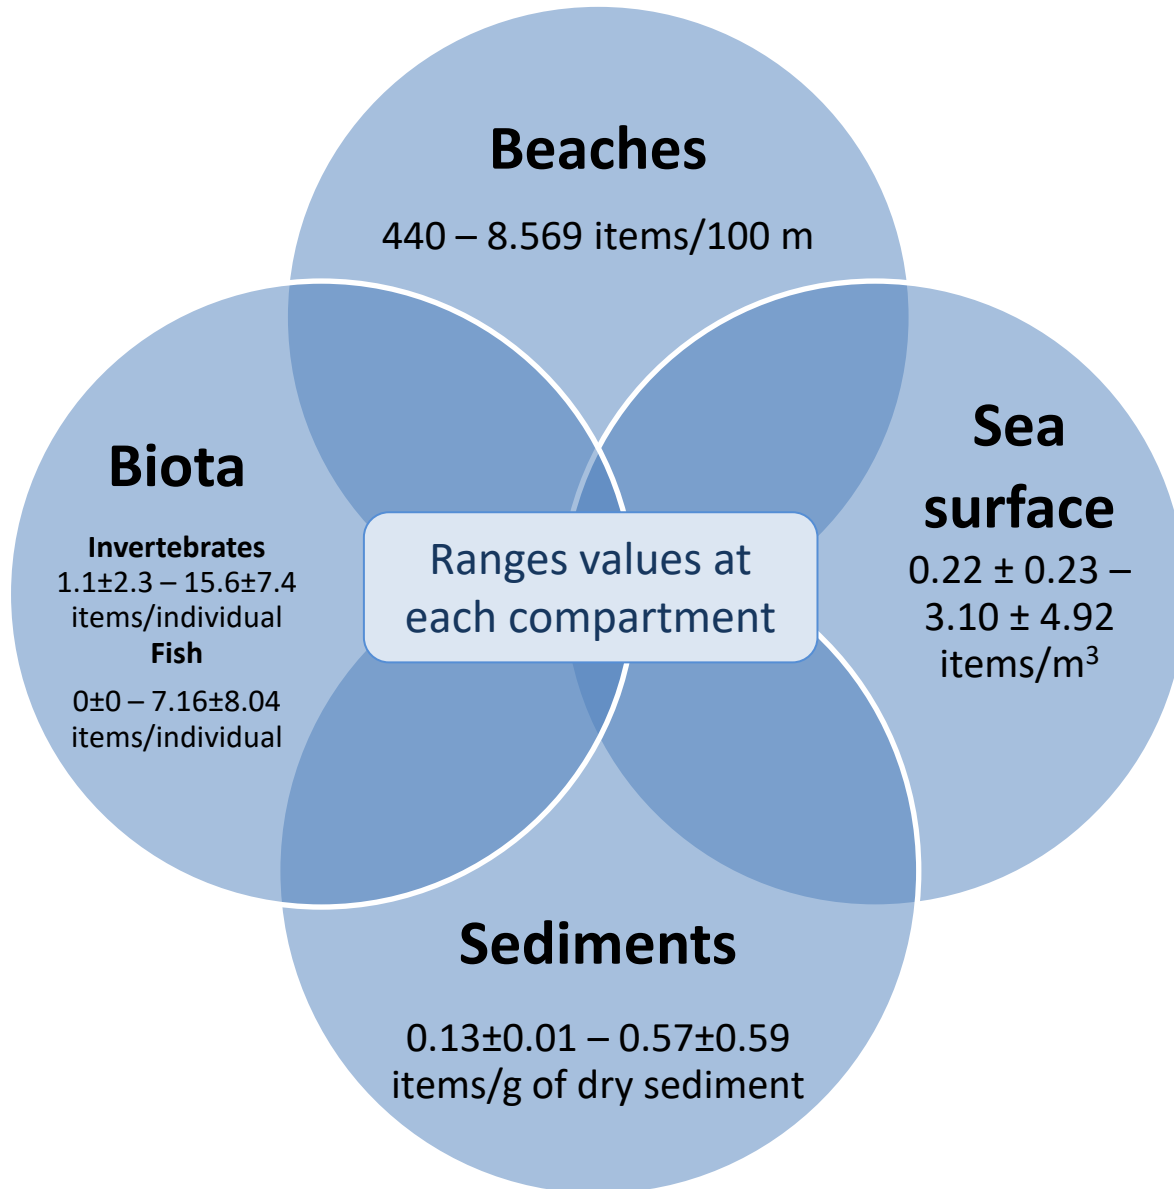 Beaches
440 – 8.569 items/100 m
Biota
Invertebrates
1.1±2.3 – 15.6±7.4
items/individual
Fish
0±0 – 7.16±8.04
items/individual
Ranges values at
each compartment
Sea
surface
0.22 ± 0.23 –
3.10 ± 4.92
items/m³
Sediments
0.13±0.01 – 0.57±0.59
items/g of dry sediment